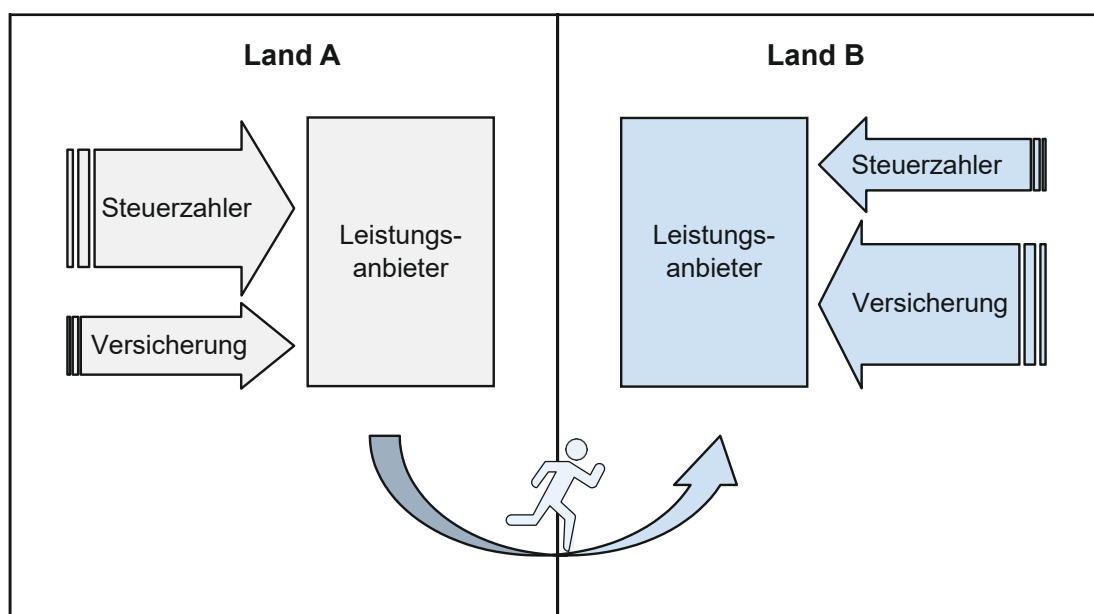 Land A
Steuerzahler
Versicherung
Leistungs-
anbieter
Land B
Leistungs-
anbieter
Steuerzahler
Versicherung